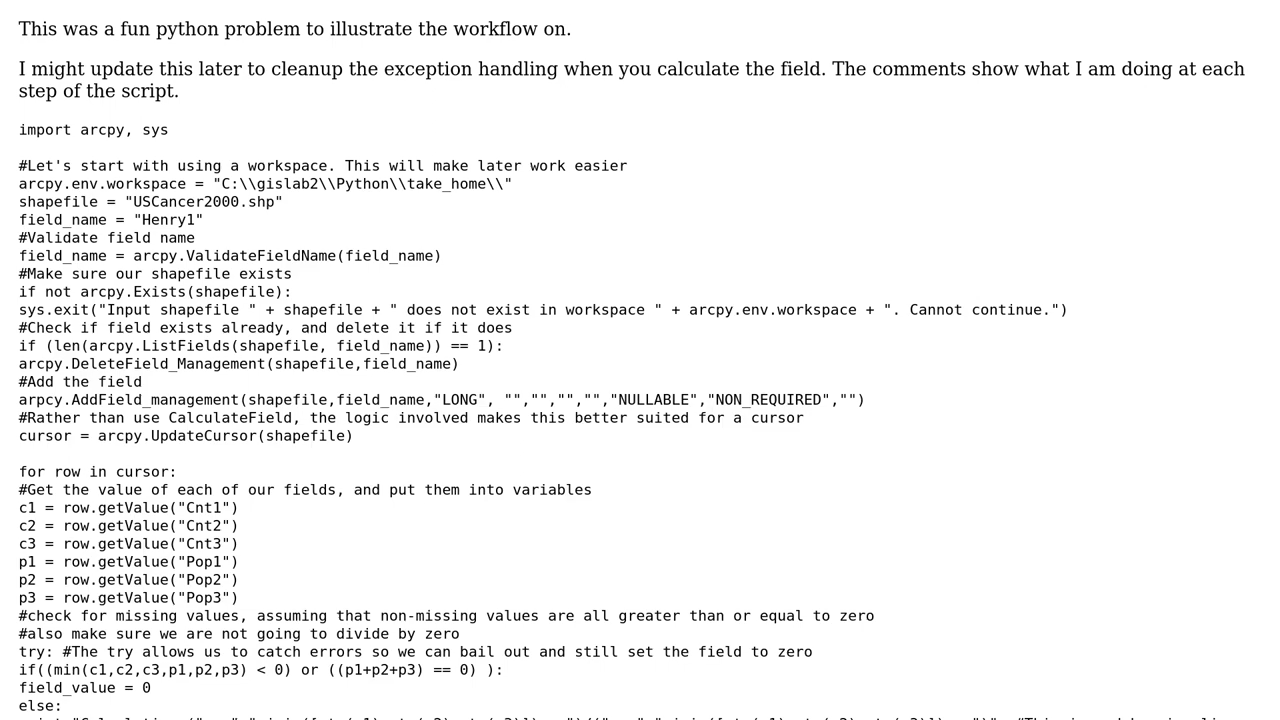 This was a fun python problem to illustrate the workflow on.
I might update this later to cleanup the exception handling when you calculate the field. The comments show what I am doing at each
step of the script.
import arcpy, sys
#Let's start with using a workspace. This will make later work easier
arcpy.env.workspace = "C:\\gislab2\\Python\\take_home\\"
shapefile = "USCancer2000.shp"
field_name = "Henry1"
#Validate field name
field_name = arcpy.ValidateFieldName(field_name)
#Make sure our shapefile exists
if not arcpy.Exists(shapefile):
sys.exit("Input shapefile " + shapefile + " does not exist in workspace " + arcpy.env.workspace + ". Cannot continue.")
#Check if field exists already, and delete it if it does
if (len(arcpy.ListFields(shapefile, field_name)) == 1):
arcpy.DeleteField_Management(shapefile,field_name)
#Add the field
arpcy.AddField_management(shapefile,field_name,"LONG", "","","","","NULLABLE","NON_REQUIRED","")
#Rather than use CalculateField, the logic involved makes this better suited for a cursor
cursor = arcpy.UpdateCursor(shapefile)
for row in cursor:
#Get the value of each of our fields, and put them into variables
c1 = row.getValue("Cnt1")
c2 = row.getValue("Cnt2")
c3 = row.getValue("Cnt3")
p1 = row.getValue("Pop1")
p2 = row.getValue("Pop2")
p3 = row.getValue("Pop3")
#check for missing values, assuming that non-missing values are all greater than or equal to zero
#also make sure we are not going to divide by zero
try: #The try allows us to catch errors so we can bail out and still set the field to zero
if((min(c1,c2,c3,p1,p2,p3) < 0) or ((p1+p2+p3) == 0) ):
field_value = 0
else: